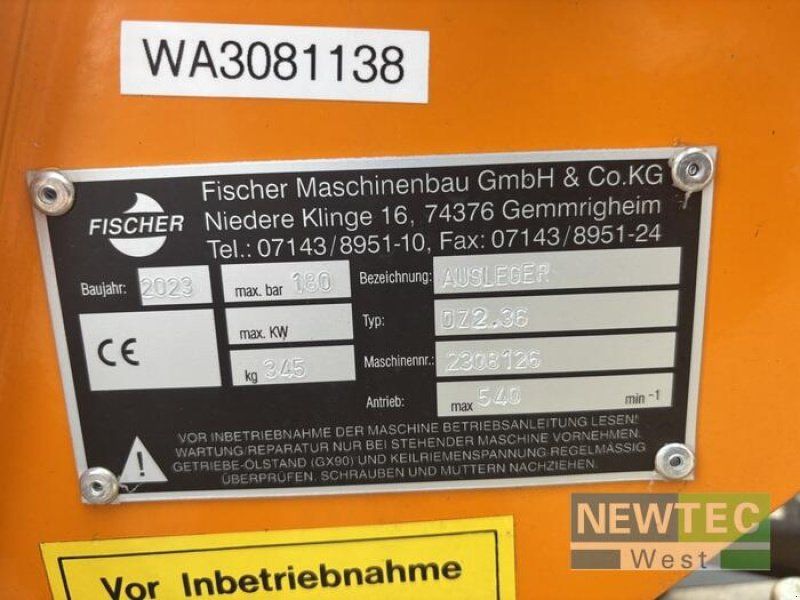 WA3081138
FISCHER
Fischer Maschinenbau GmbH & Co.KG
Niedere Klinge 16, 74376 Gemmrigheim
Tel.: 07143/8951-10, Fax: 07143/8951-24
Baujahr: 2023
max. bar 180
Bezeichnung: AUSLEGER
CE
max. KW
Typ: OZ2.36
kg 345
Maschinennr.: 2308126
Antrieb: max 540 min -1
VOR INBETRIEBNAHME DER MASCHINE BETRIEBSANLEITUNG LESEN!
WARTUNG/REPARATUR NUR BEI STEHENDER MASCHINE VORNEHMEN.
GETRIEBE-ÖLSTAND (GX90) UND KEILRIEMENSPANNUNG REGELMÄSSIG
ÜBERPRÜFEN. SCHRAUBEN UND MUTTERN NACHZIEHEN.
!
NEWTEC
West
Vor Inbetriebnahme